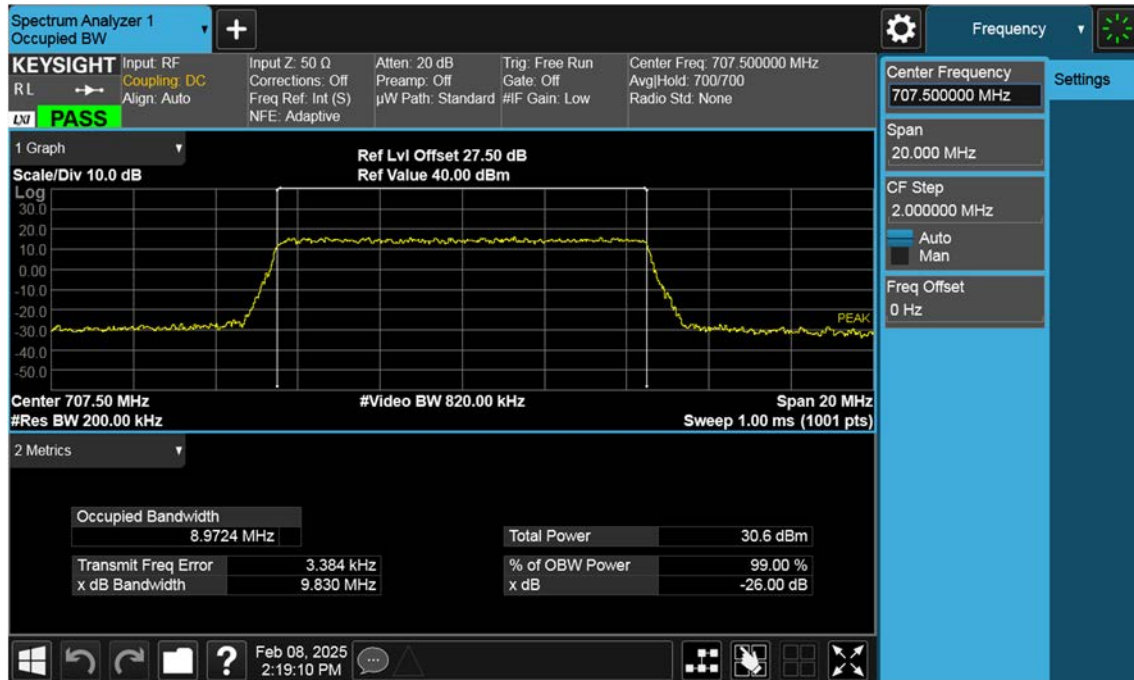 Spectrum Analyzer 1
Occupied BW
Frequency
KEYSIGHT
RL
LXI
PASS
Input: RF
Coupling: DC
Align: Auto
Input Z: 50 Ω
Corrections: Off
Freq Ref: Int (S)
NFE: Adaptive
Atten: 20 dB
Preamp: Off
µW Path: Standard
Trig: Free Run
Gate: Off
#IF Gain: Low
Center Freq: 707.500000 MHz
Avg|Hold: 700/700
Radio Std: None
Center Frequency
707.500000 MHz
Settings
Span
20.000 MHz
CF Step
2.000000 MHz
Auto
Man
Freq Offset
0 Hz
1 Graph
Scale/Div 10.0 dB
Ref Lvl Offset 27.50 dB
Ref Value 40.00 dBm
Log
30.0
20.0
10.0
0.00
-10.0
-20.0
-30.0
-40.0
-50.0
PEAK
Center 707.50 MHz
#Video BW 820.00 kHz
Span 20 MHz
#Res BW 200.00 kHz
Sweep 1.00 ms (1001 pts)
2 Metrics
Occupied Bandwidth
8.9724 MHz
Total Power 30.6 dBm
Transmit Freq Error 3.384 kHz
% of OBW Power 99.00 %
x dB Bandwidth 9.830 MHz
x dB -26.00 dB
?
Feb 08, 2025
2:19:10 PM